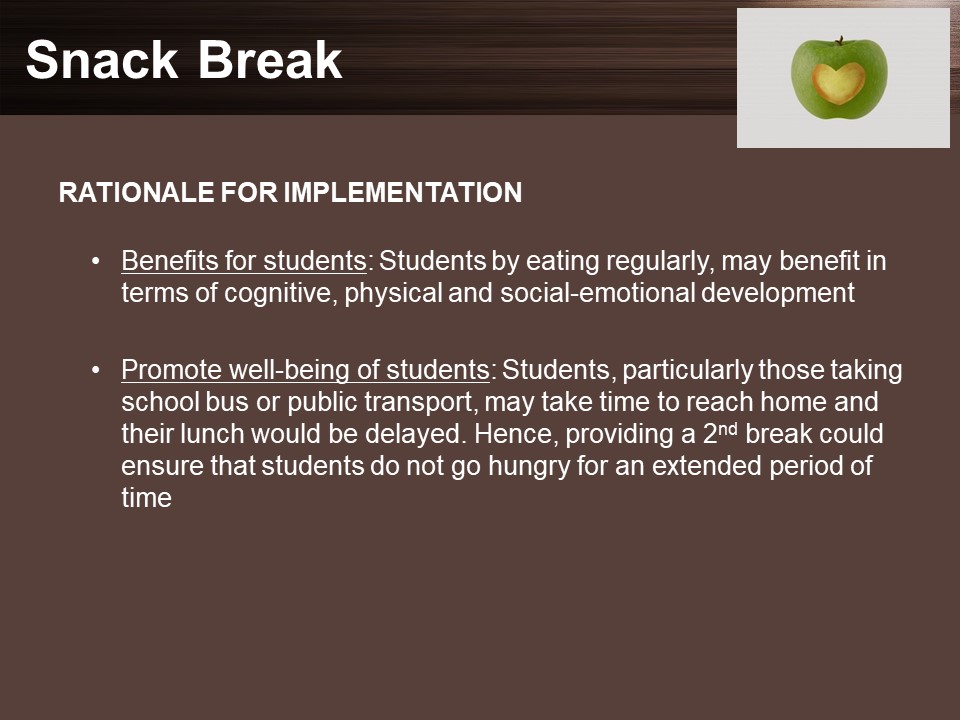 Snack Break
RATIONALE FOR IMPLEMENTATION
• Benefits for students: Students by eating regularly, may benefit in
terms of cognitive, physical and social-emotional development
• Promote well-being of students: Students, particularly those taking
school bus or public transport, may take time to reach home and
their lunch would be delayed. Hence, providing a 2nd break could
ensure that students do not go hungry for an extended period of
time